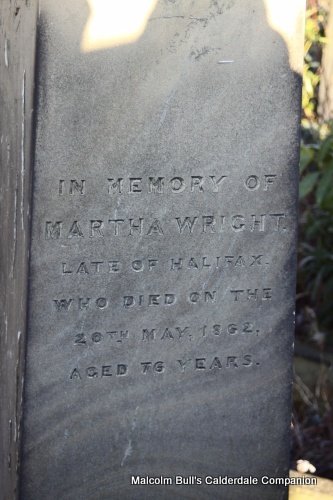 IN MEMORY OF
MARTHA WRIGHT.
LATE OF HALIFAX.
WHO DIED ON THE
20TH MAY, 1862,
AGED 76 YEARS.
Malcolm Bull's Calderdale Companion